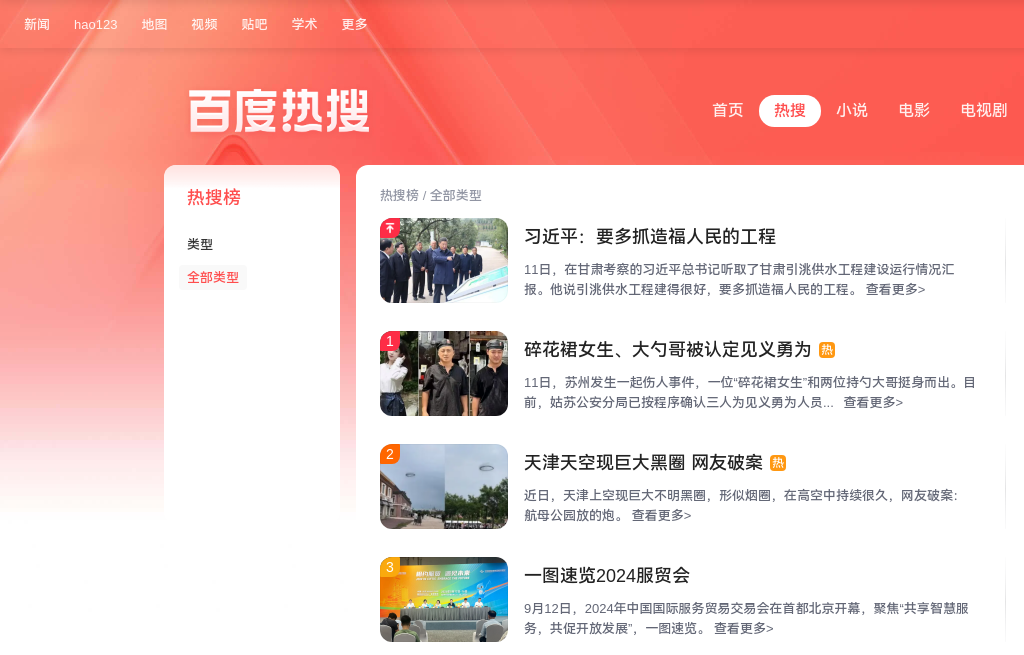 新闻 hao123 地图 视频 贴吧 学术 更多
百度热搜
首页 热搜 小说 电影 电视剧
热搜榜
类型
全部类型
热搜榜 / 全部类型
习近平：要多抓造福人民的工程
11日，在甘肃考察的习近平总书记听取了甘肃引洮供水工程建设运行情况汇
报。他说引洮供水工程建得很好，要多抓造福人民的工程。 查看更多>
1
碎花裙女生、大勺哥被认定见义勇为 热
11日，苏州发生一起伤人事件，一位“碎花裙女生”和两位持勺大哥挺身而出。目
前，姑苏公安分局已按程序确认三人为见义勇为人员... 查看更多>
2
天津天空现巨大黑圈 网友破案 热
近日，天津上空现巨大不明黑圈，形似烟圈，在高空中持续很久，网友破案：
航母公园放的炮。 查看更多>
3
一图速览2024服贸会
9月12日，2024年中国国际服务贸易交易会在首都北京开幕，聚焦“共享智慧服
务，共促开放发展”，一图速览。 查看更多>